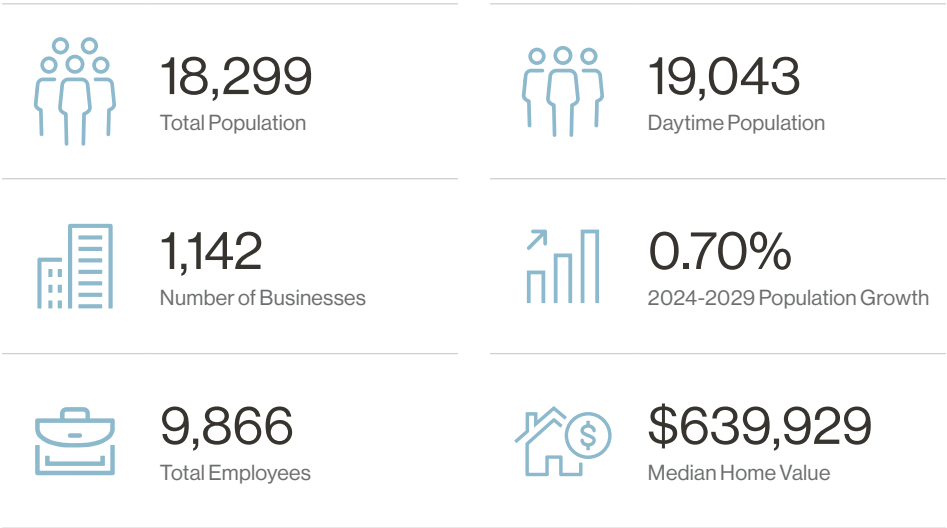 18,299
Total Population
19,043
Daytime Population
1,142
Number of Businesses
0.70%
2024-2029 Population Growth
9,866
Total Employees
$
$639,929
Median Home Value